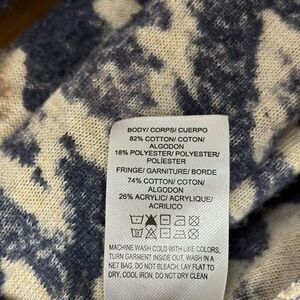 BODY/ CORPS/ CUERPO
82% COTTON/ COTON/
ALGODON
18% POLYESTER/ POLYESTER/
POLIESTER
FRINGE/ GARNITURE/ BORDE
74% COTTON/ COTON/
ALGODON
26% ACRYLIC/ ACRYLIQUE/
ACRILICO
MACHINE WASH COLD WITH LIKE COLORS,
TURN GARMENT INSIDE OUT. WASH IN A
NET BAG, DO NOT BLEACH. LAY FLAT TO
DRY, COOL IRON, DO NOT DRY CLEAN.